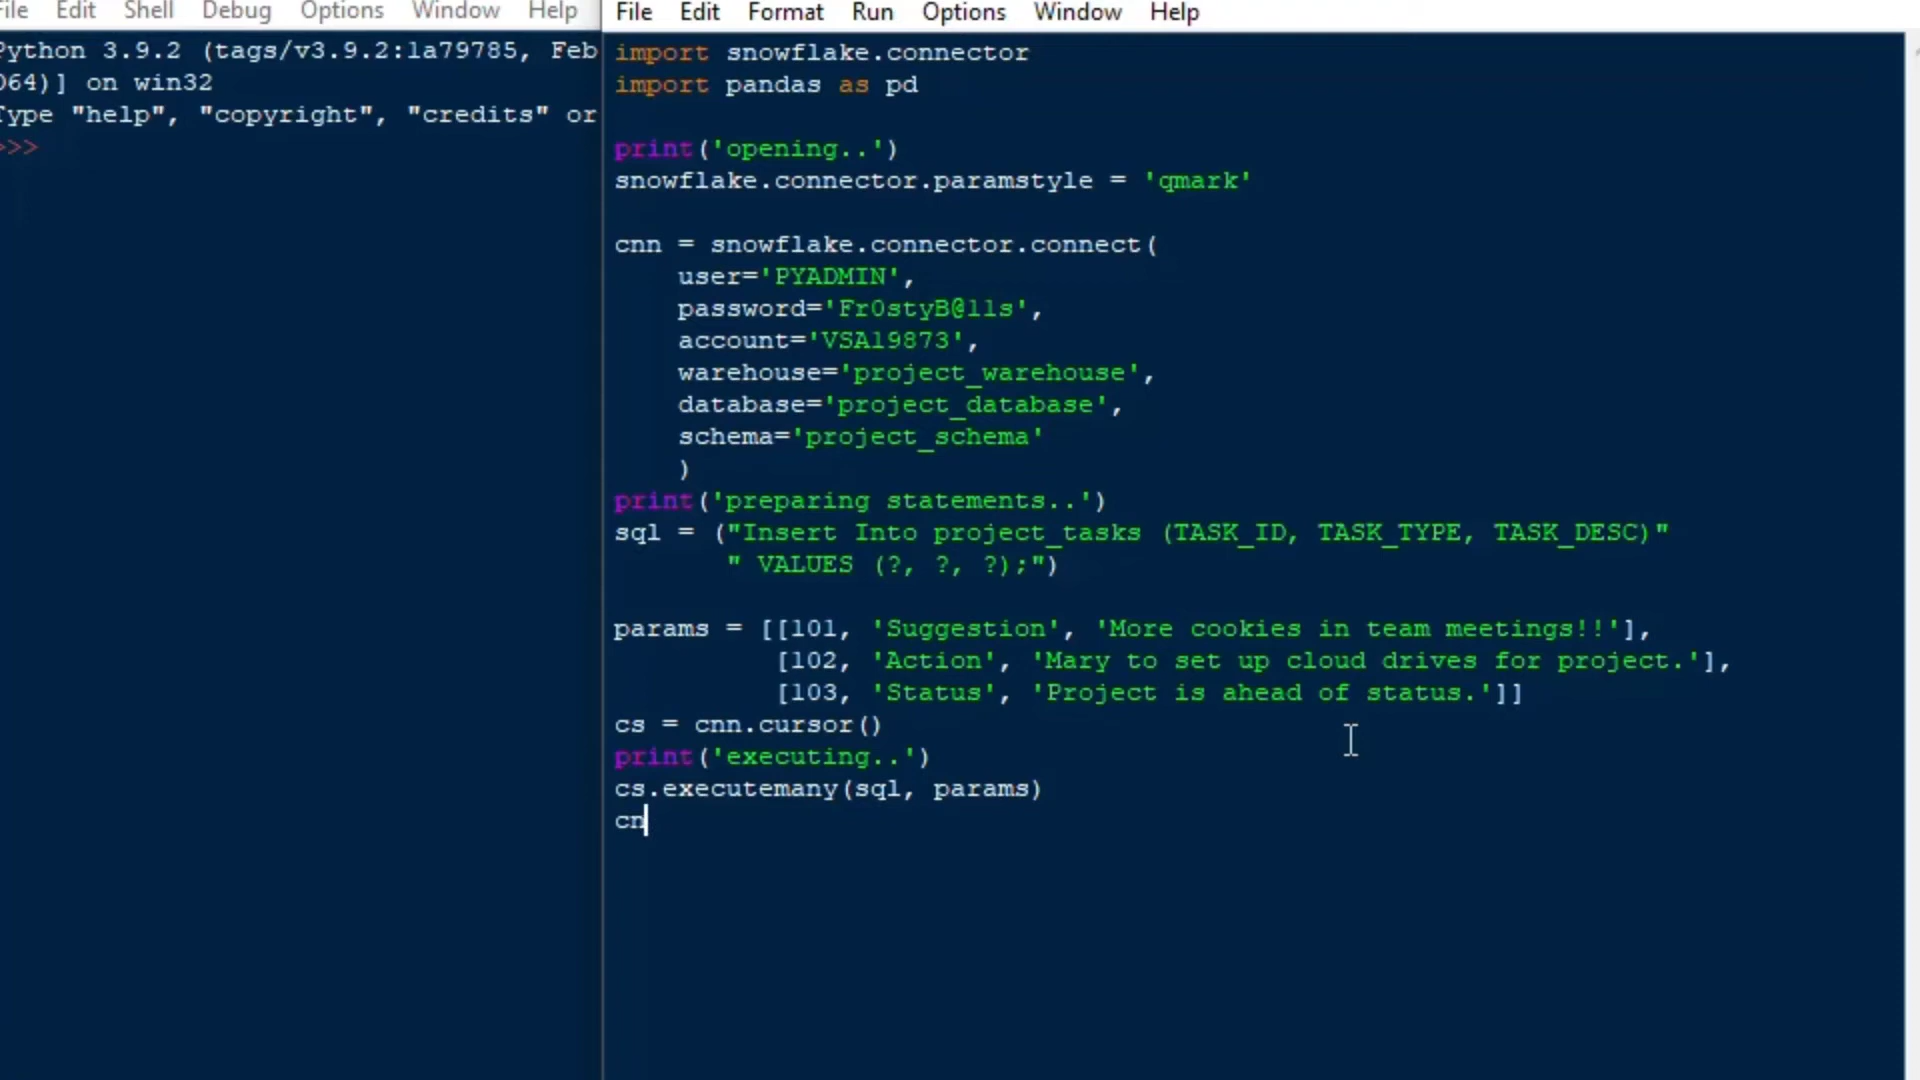 File Edit Shell Debug Options Window Help
Python 3.9.2 (tags/v3.9.2:1a79785, Feb
D64)] on win32
Type "help", "copyright", "credits" or
>>>
File Edit Format Run Options Window Help
import snowflake.connector
import pandas as pd
print('opening..')
snowflake.connector.paramstyle = 'qmark'
cnn = snowflake.connector.connect(
user='PYADMIN',
password='Fr0styB@lls',
account='VSA19873',
warehouse='project_warehouse',
database='project_database',
schema='project_schema'
)
print('preparing statements..')
sql = ("Insert Into project_tasks (TASK_ID, TASK_TYPE, TASK_DESC)"
" VALUES (?, ?, ?);")
params = [[101, 'Suggestion', 'More cookies in team meetings!!'],
[102, 'Action', 'Mary to set up cloud drives for project.'],
[103, 'Status', 'Project is ahead of status.']]
cs = cnn.cursor()
print('executing..')
cs.executemany(sql, params)
cn